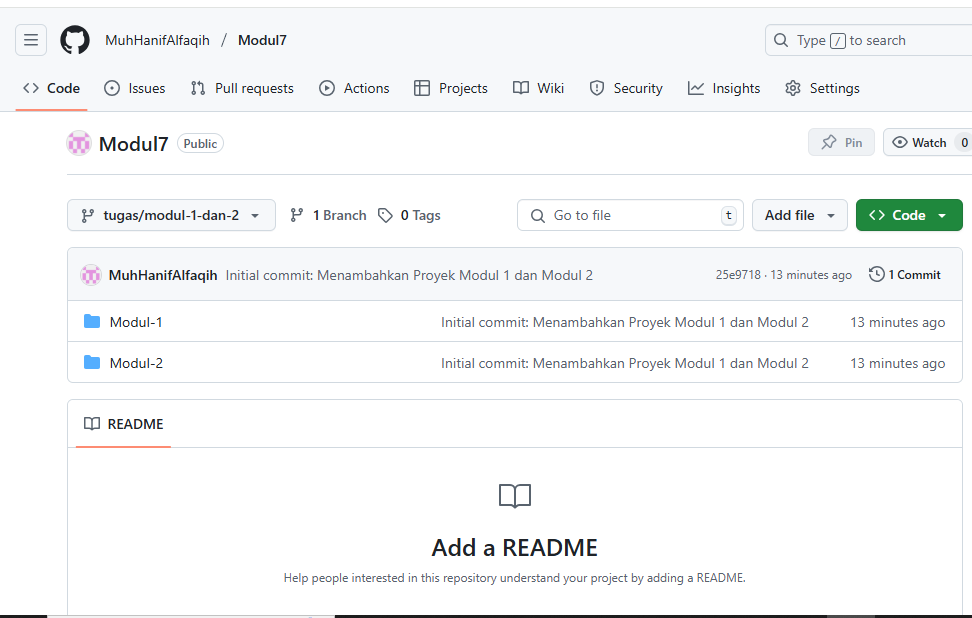 MuhHanifAlfaqih / Modul7
Type / to search
Code Issues Pull requests Actions Projects Wiki Security Insights Settings
Modul7 Public
Pin Watch 0
tugas/modul-1-dan-2 1 Branch 0 Tags Go to file t Add file Code
MuhHanifAlfaqih Initial commit: Menambahkan Proyek Modul 1 dan Modul 2 25e9718 · 13 minutes ago 1 Commit
Modul-1 Initial commit: Menambahkan Proyek Modul 1 dan Modul 2 13 minutes ago
Modul-2 Initial commit: Menambahkan Proyek Modul 1 dan Modul 2 13 minutes ago
README
Add a README
Help people interested in this repository understand your project by adding a README.